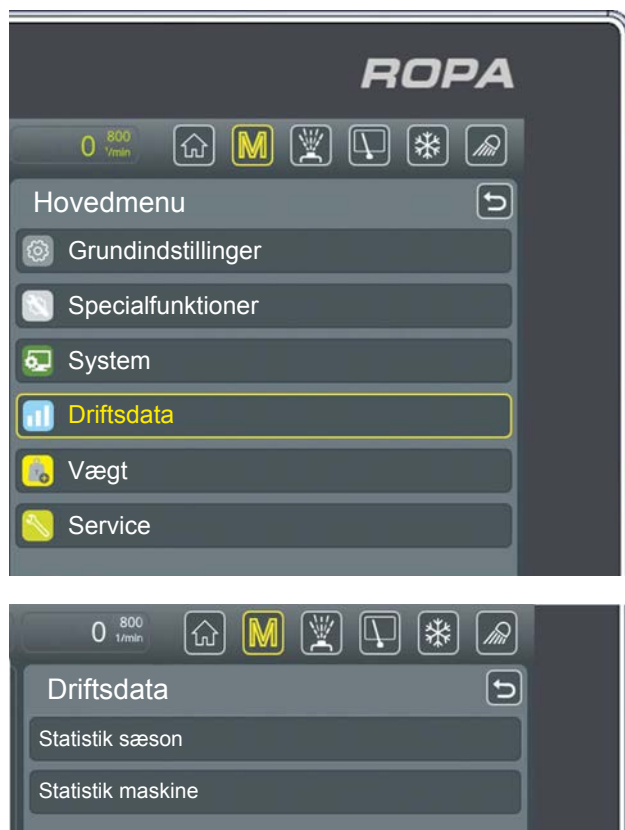 ROPA
0 800 1/min M
Hovedmenu
Grundindstillinger
Specialfunktioner
System
Driftsdata
Vægt
Service
0 800 1/min M
Driftsdata
Statistik sæson
Statistik maskine